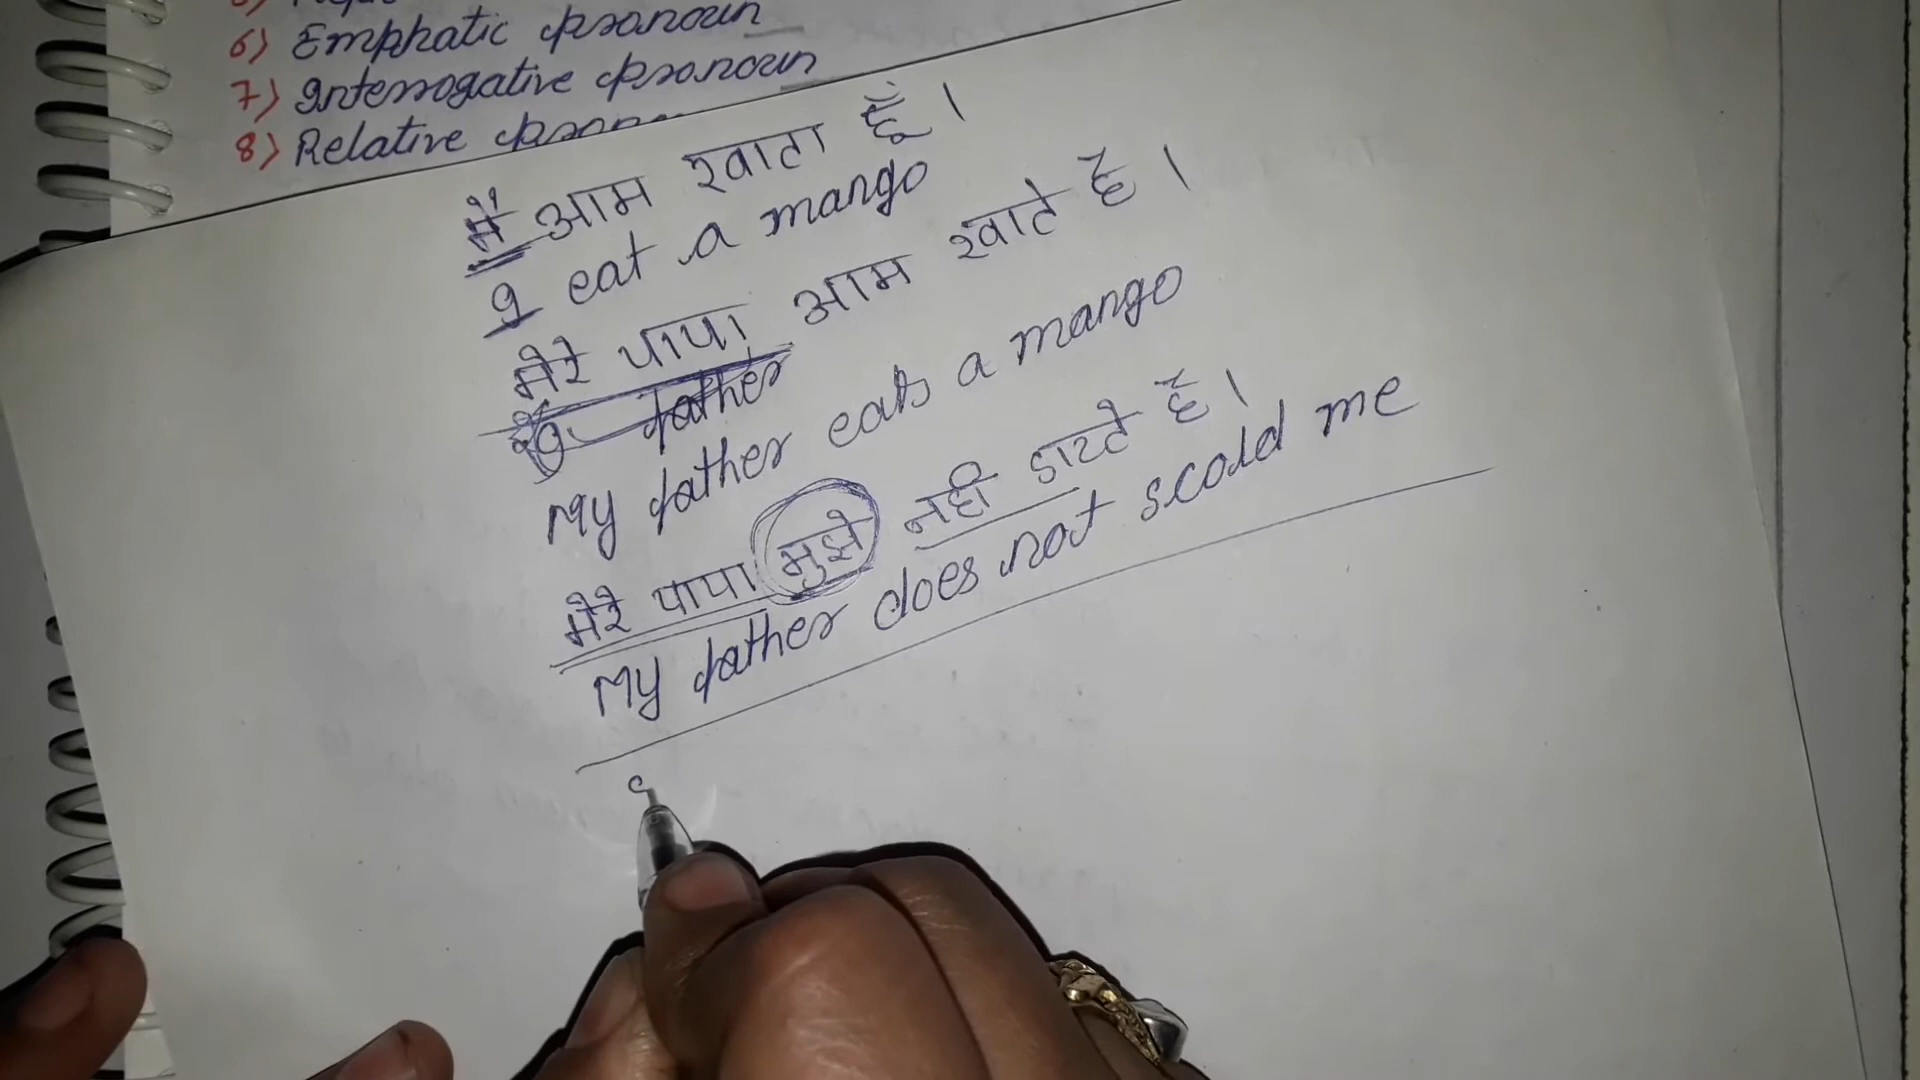 6) Emphatic pronoun
7) Interrogative pronoun
8) Relative
मैं आम खाता हूँ।
I eat a mango
मेरे पापा आम खाते हैं।
father
My father eats a mango
मेरे पापा मुझे नही डाटते हैं।
My father does not scold me